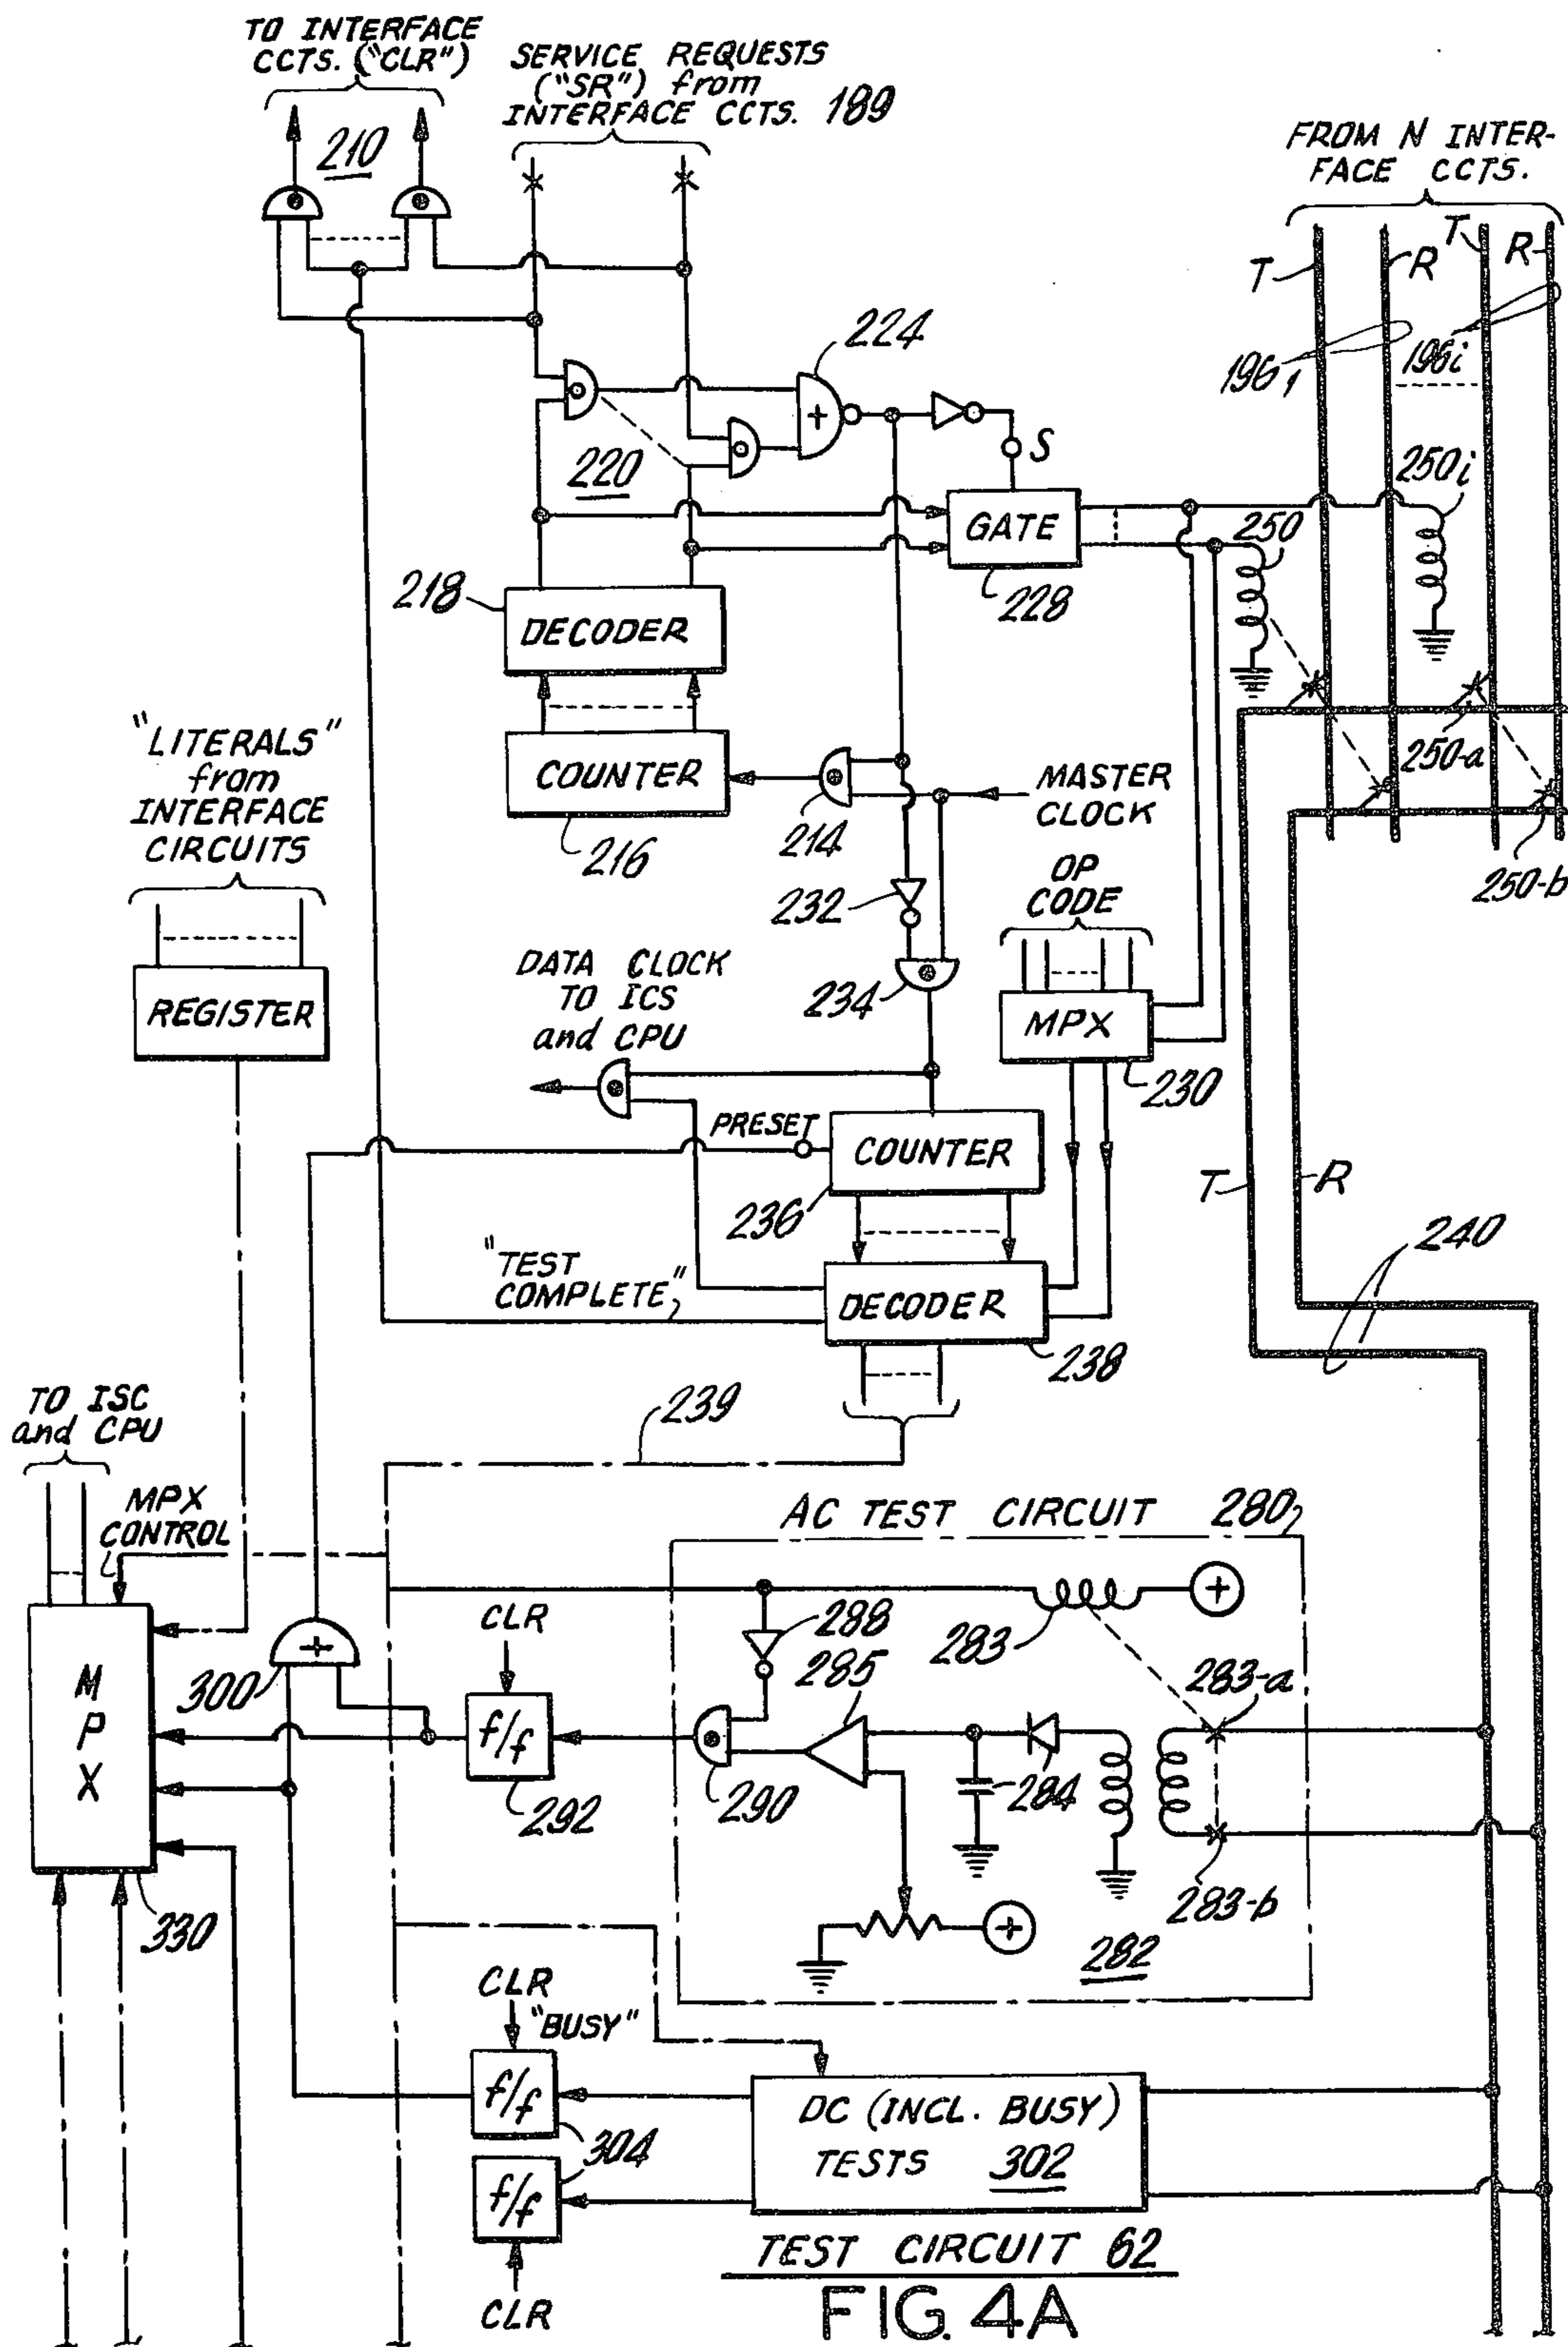 TO INTERFACE
CCTS. ("CLR")
SERVICE REQUESTS
("SR") from
INTERFACE CCTS. 189
210
FROM N INTER-
FACE CCTS.
T
R
T
R
196,
196i
224
S
220
GATE
228
250
250i
218
DECODER
COUNTER
216
214
MASTER
CLOCK
250-a
250-b
"LITERALS"
from
INTERFACE
CIRCUITS
REGISTER
232
OP
CODE
DATA CLOCK
TO ICS
and CPU
234
MPX
230
PRESET
COUNTER
236
T
R
240
"TEST
COMPLETE"
DECODER
238
239
TO ISC
and CPU
MPX
CONTROL
AC TEST CIRCUIT 280
CLR
288
283
+
285
283-a
300
+
M
P
X
f/f
292
290
284
283-b
330
+
282
CLR
"BUSY"
f/f
304
DC (INCL. BUSY)
TESTS 302
f/f
CLR
TEST CIRCUIT 62
FIG. 4A